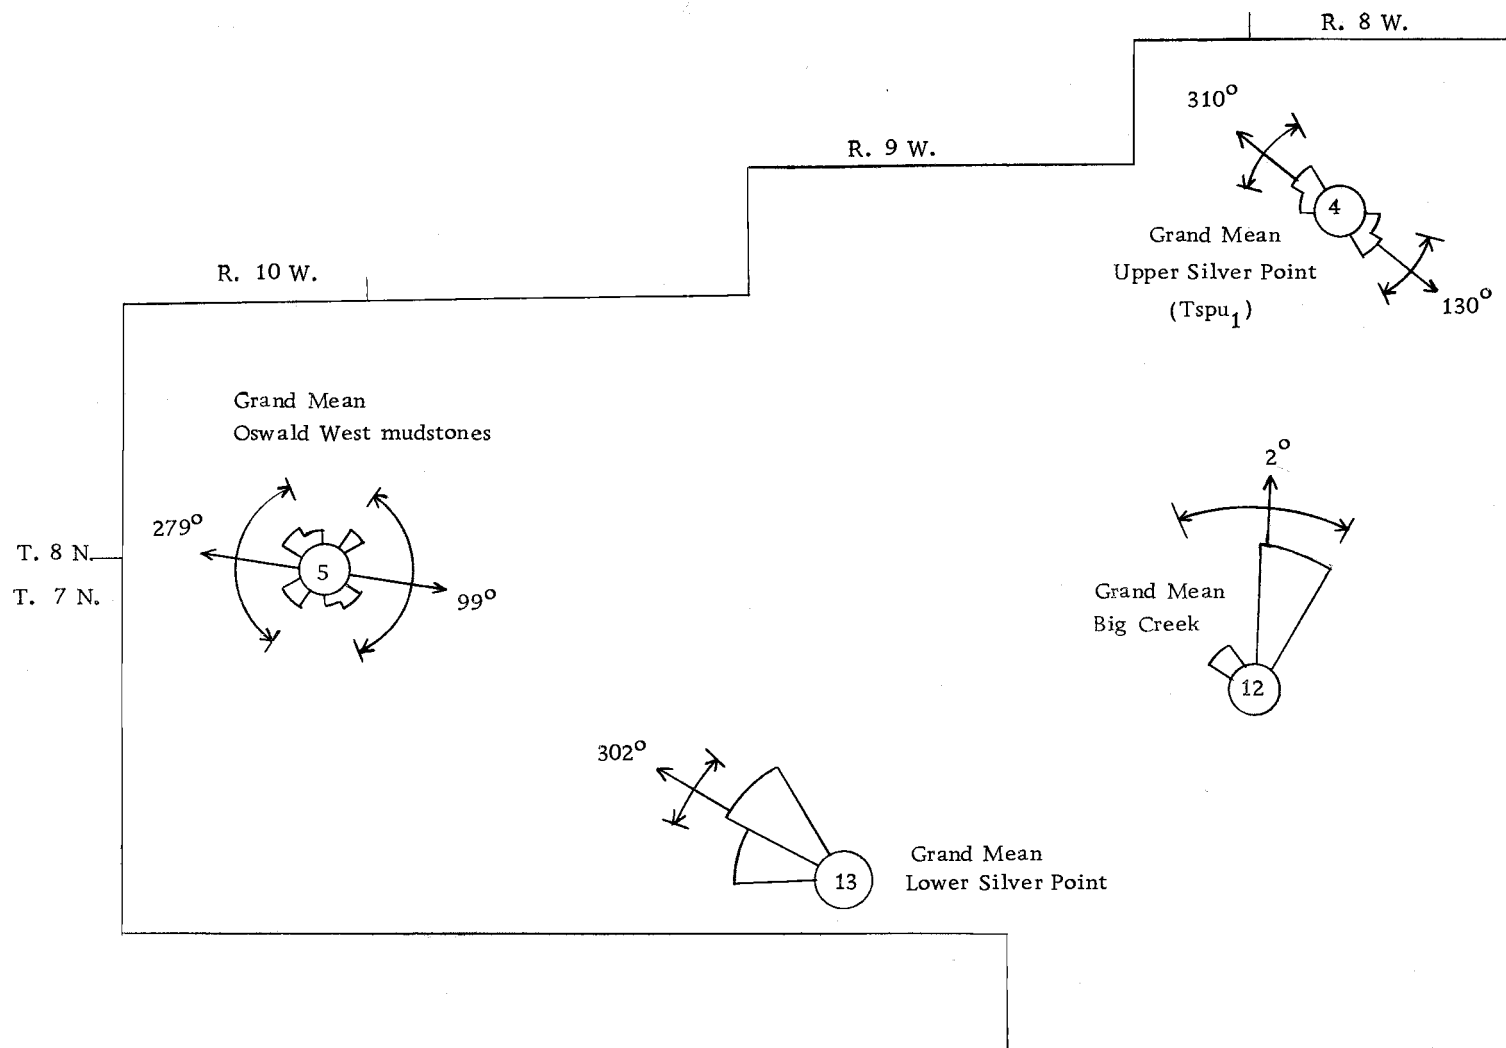 R. 8 W.
310°
R. 9 W.
4
Grand Mean
Upper Silver Point
(Tspu₁)
130°
R. 10 W.
Grand Mean
Oswald West mudstones
279°
5
99°
T. 8 N.
T. 7 N.
2°
Grand Mean
Big Creek
12
302°
13
Grand Mean
Lower Silver Point